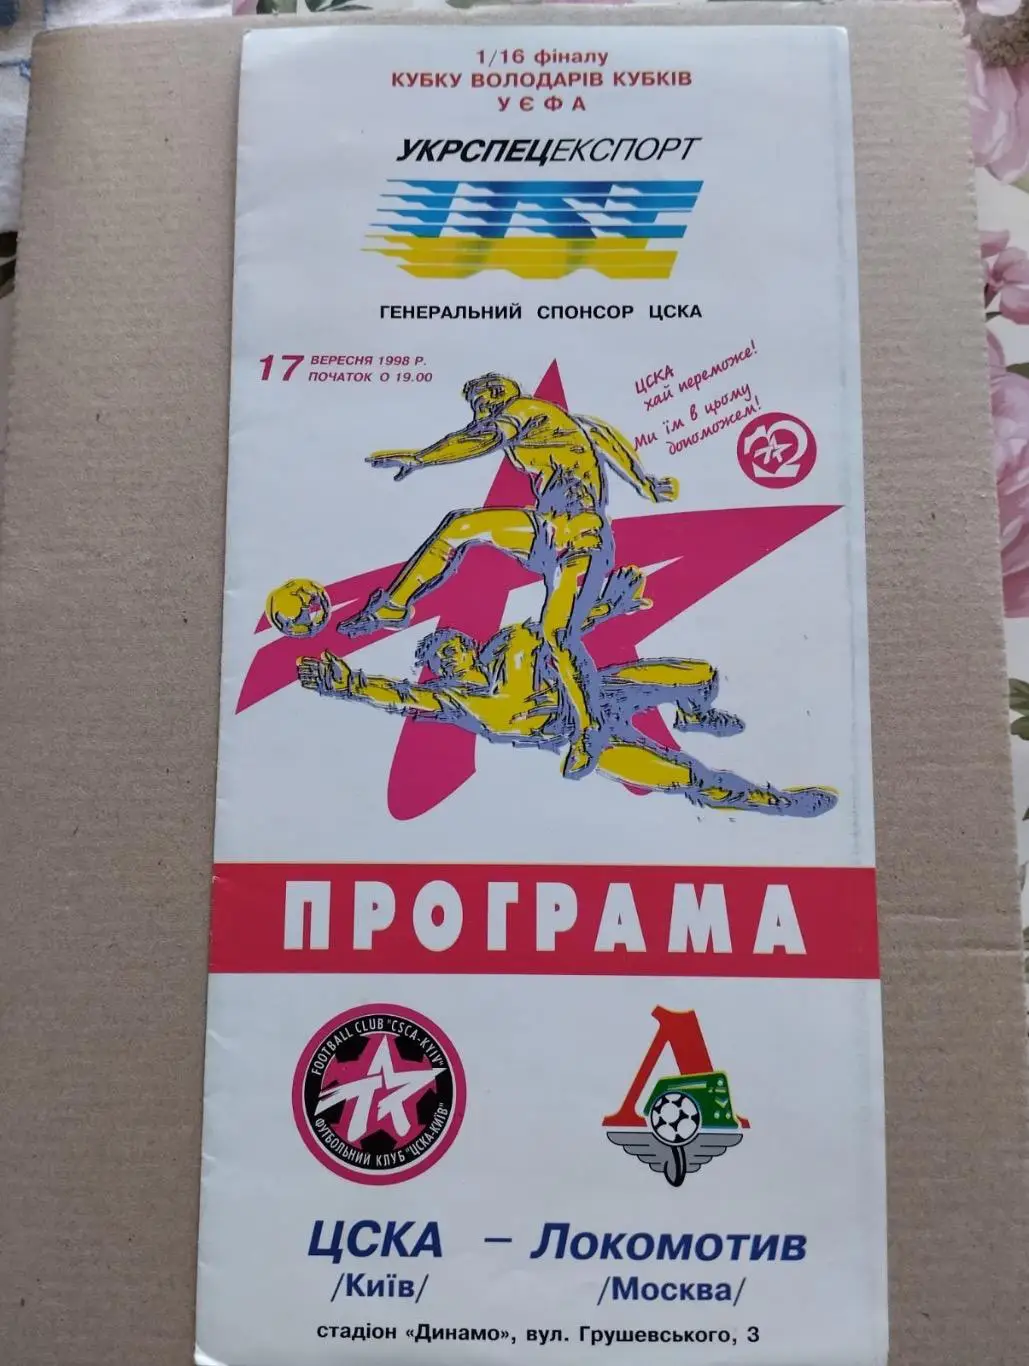 1/16 фіналу
КУБКУ ВОЛОДАРІВ КУБКІВ
УЄФА
УКРСПЕЦЕКСПОРТ
USE
ГЕНЕРАЛЬНИЙ СПОНСОР ЦСКА
17 ВЕРЕСНЯ 1998 Р.
ПОЧАТОК О 19.00
ЦСКА
хай переможе!
Ми їм в цьому
допоможем!
12
ПРОГРАМА
FOOTBALL CLUB "CSCA-KYIV"
ФУТБОЛЬНИЙ КЛУБ "ЦСКА-КИЇВ"
Л
ЦСКА – Локомотив
/Київ/ /Москва/
стадіон «Динамо», вул. Грушевського, 3